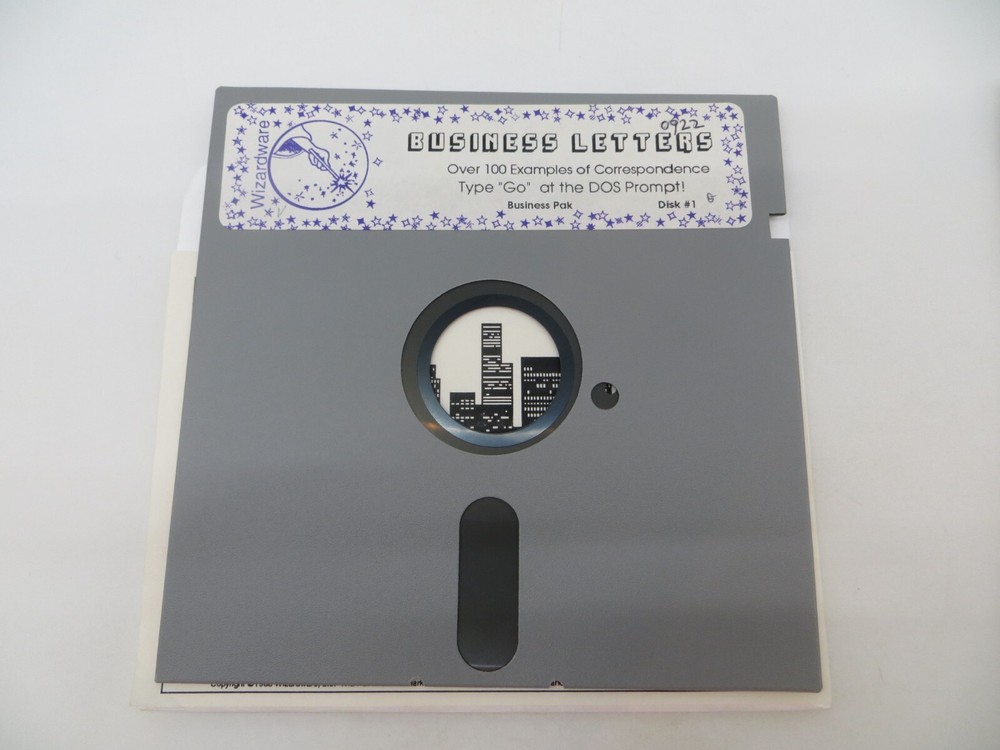 Wizardware
0922
BUSINESS LETTERS
Over 100 Examples of Correspondence
Type "Go" at the DOS Prompt!
Business Pak
Disk #1
Copyright ©